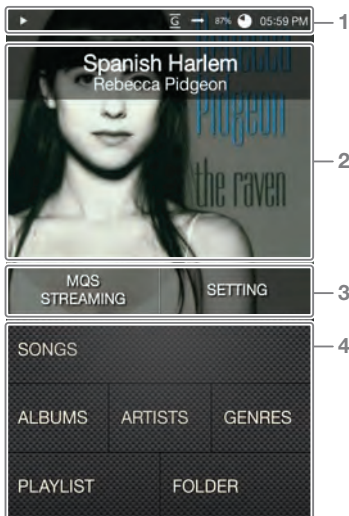 G 87% 05:59 PM 1
Spanish Harlem
Rebecca Pidgeon
Rebecca
Pidgeon
the raven
2
MQS
STREAMING
SETTING
3
4
SONGS
ALBUMS ARTISTS GENRES
PLAYLIST FOLDER